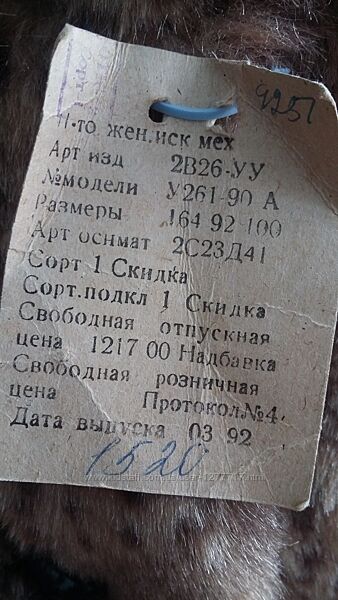 9251
П-то жен.иск мех
Арт изд 2В26-УУ
№модели У261-90 А
Размеры 164 92 100
Арт оснмат 2С23Д41
Сорт 1 Скидка
Сорт.подкл 1 Скидка
Свободная отпускная
цена 1217 00 Надбавка
Свободная розничная
цена Протокол№4
Дата выпуска 03 92
1520